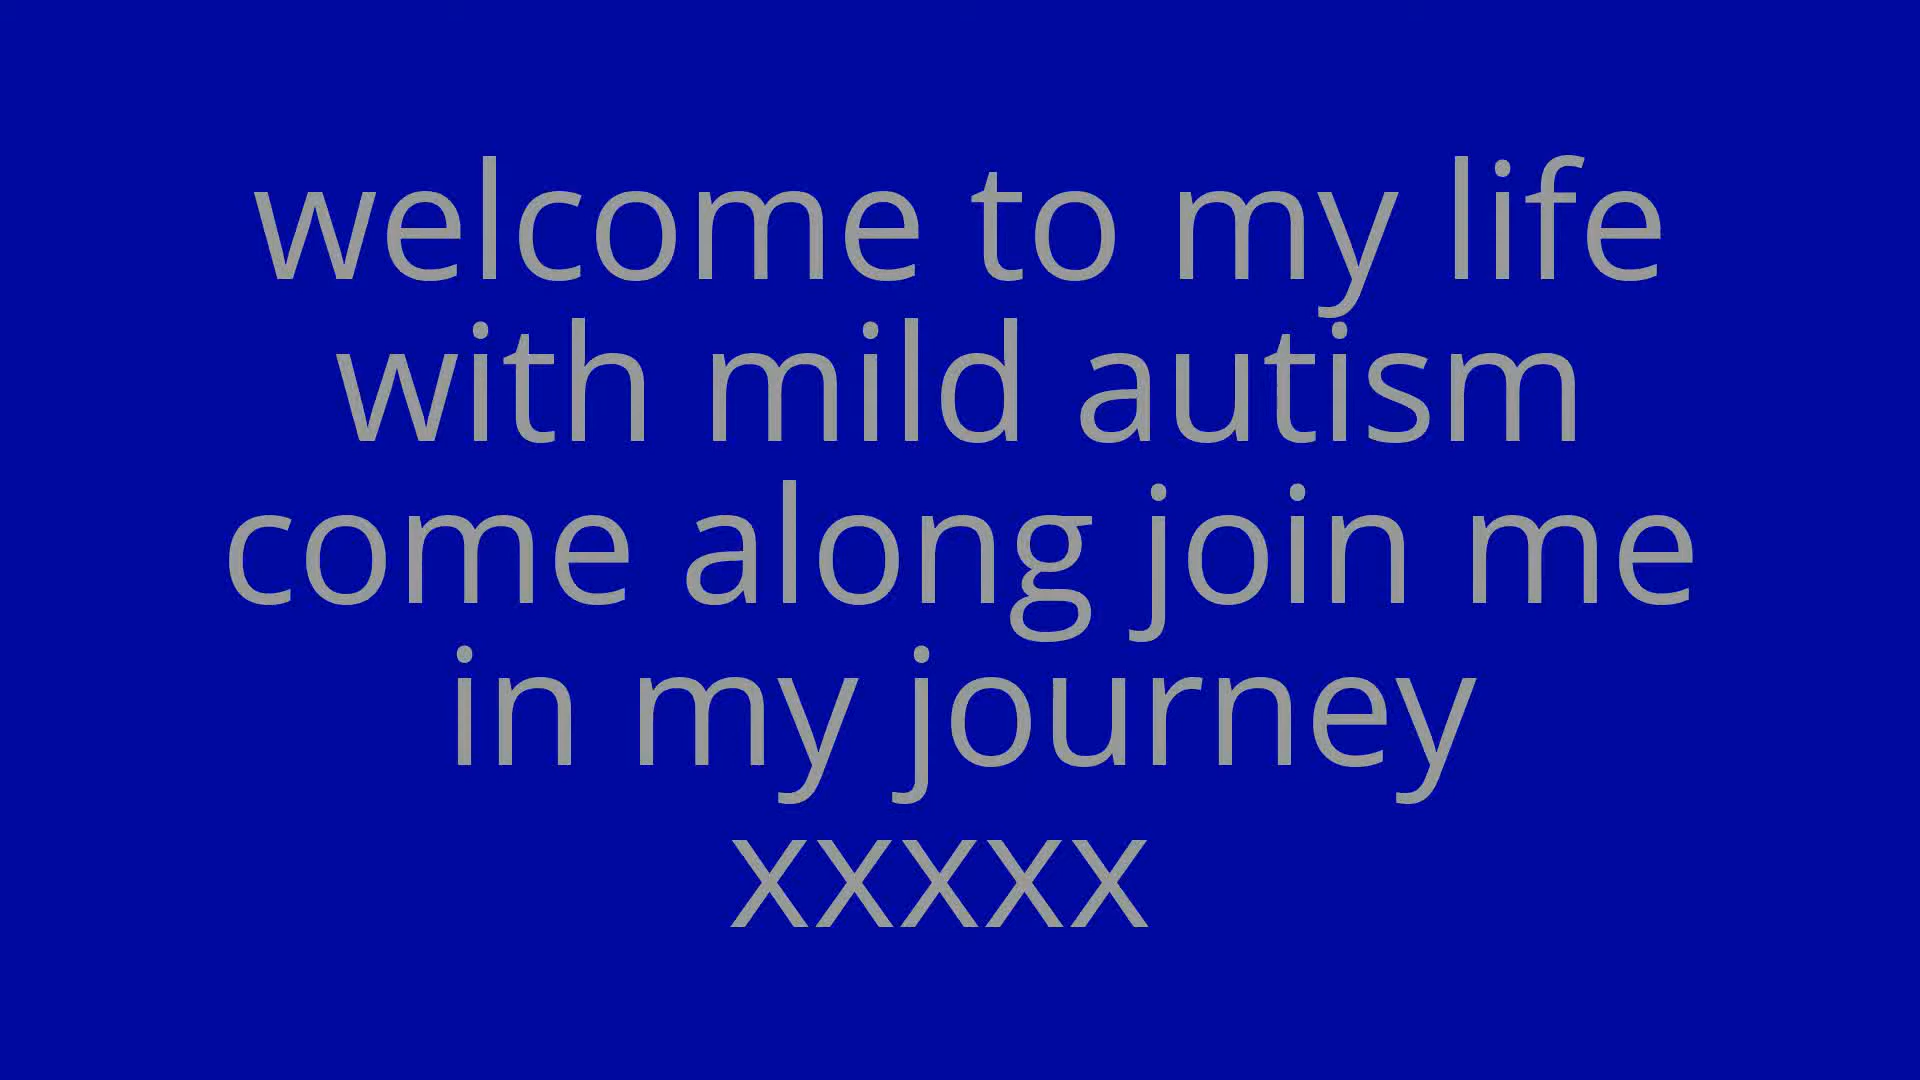 welcome to my life
with mild autism
come along join me
in my journey
xxxxx